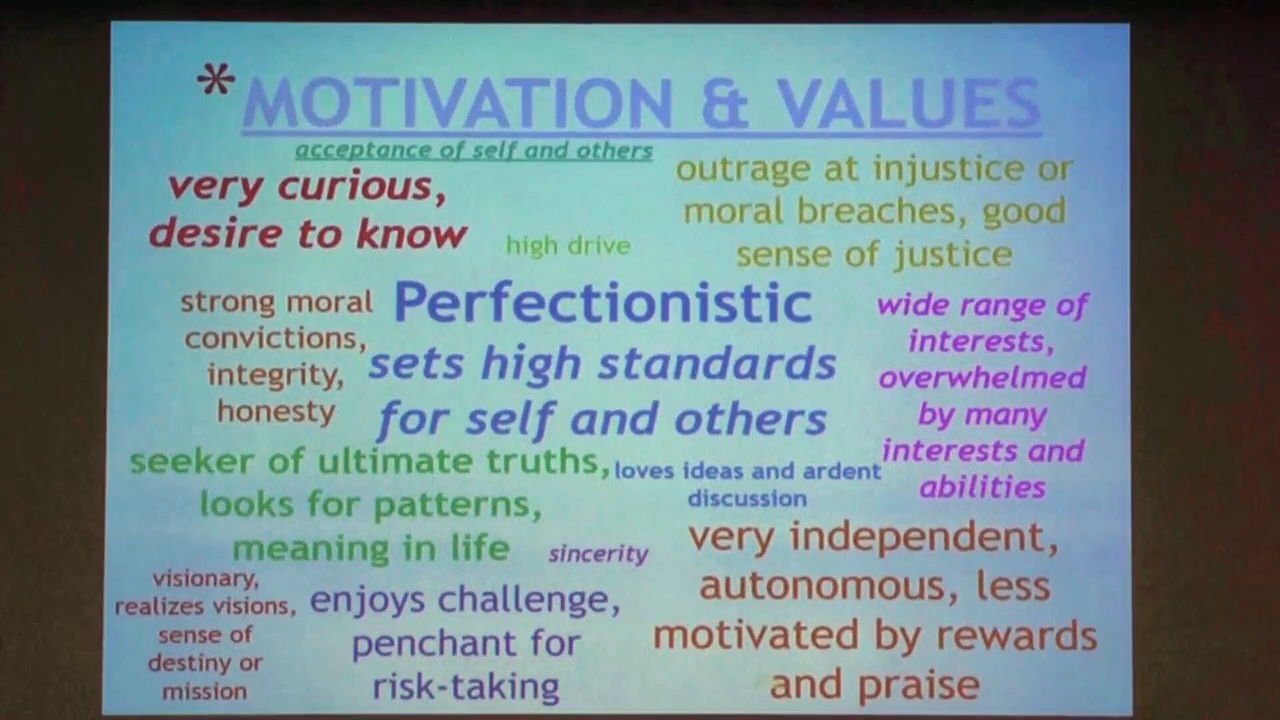 *MOTIVATION & VALUES
acceptance of self and others
very curious,
desire to know
high drive
outrage at injustice or
moral breaches, good
sense of justice
strong moral
convictions,
integrity,
honesty
Perfectionistic
sets high standards
for self and others
wide range of
interests,
overwhelmed
by many
interests and
abilities
seeker of ultimate truths,
looks for patterns,
meaning in life
loves ideas and ardent
discussion
sincerity
very independent,
autonomous, less
motivated by rewards
and praise
visionary,
realizes visions,
sense of
destiny or
mission
enjoys challenge,
penchant for
risk-taking